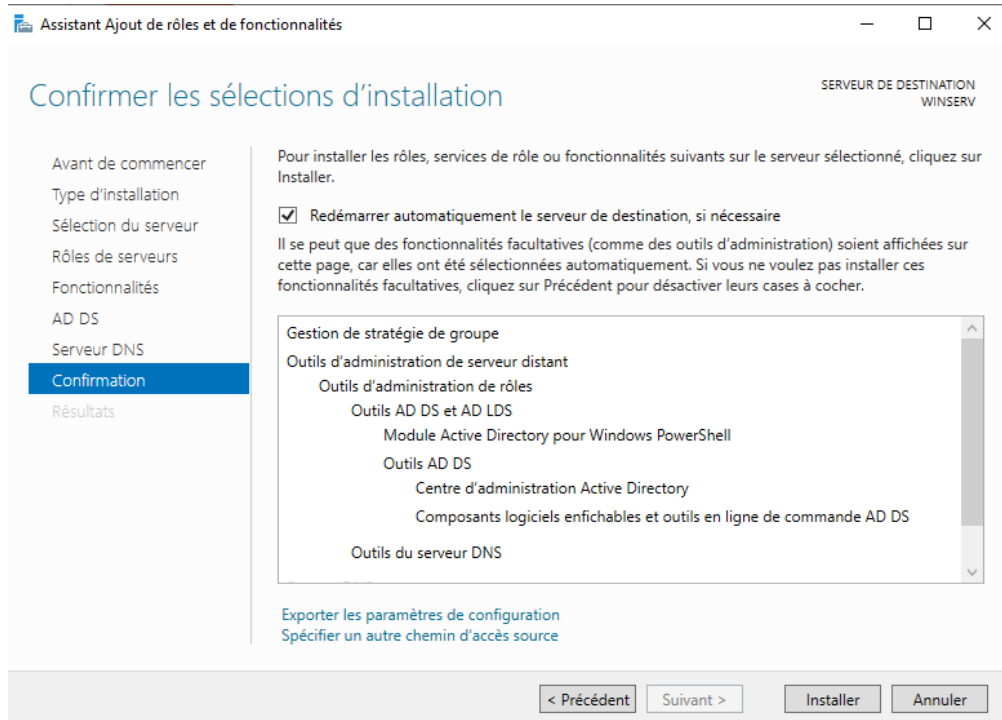 Assistant Ajout de rôles et de fonctionnalités
Confirmer les sélections d'installation
SERVEUR DE DESTINATION
WINSERV
Avant de commencer
Type d'installation
Sélection du serveur
Rôles de serveurs
Fonctionnalités
AD DS
Serveur DNS
Confirmation
Résultats
Pour installer les rôles, services de rôle ou fonctionnalités suivants sur le serveur sélectionné, cliquez sur
Installer.
Redémarrer automatiquement le serveur de destination, si nécessaire
Il se peut que des fonctionnalités facultatives (comme des outils d'administration) soient affichées sur
cette page, car elles ont été sélectionnées automatiquement. Si vous ne voulez pas installer ces
fonctionnalités facultatives, cliquez sur Précédent pour désactiver leurs cases à cocher.
Gestion de stratégie de groupe
Outils d'administration de serveur distant
Outils d'administration de rôles
Outils AD DS et AD LDS
Module Active Directory pour Windows PowerShell
Outils AD DS
Centre d'administration Active Directory
Composants logiciels enfichables et outils en ligne de commande AD DS
Outils du serveur DNS
Exporter les paramètres de configuration
Spécifier un autre chemin d'accès source
< Précédent
Suivant >
Installer
Annuler